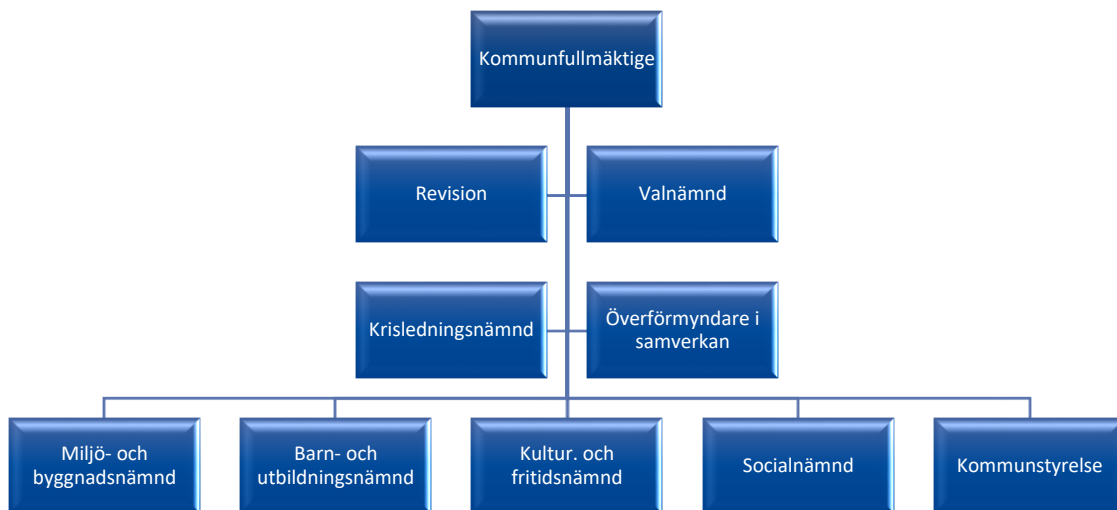 Kommunfullmäktige
Revision
Valnämnd
Krisledningsnämnd
Överförmyndare i
samverkan
Miljö- och
byggnadsnämnd
Barn- och
utbildningsnämnd
Kultur. och
fritidsnämnd
Socialnämnd
Kommunstyrelse